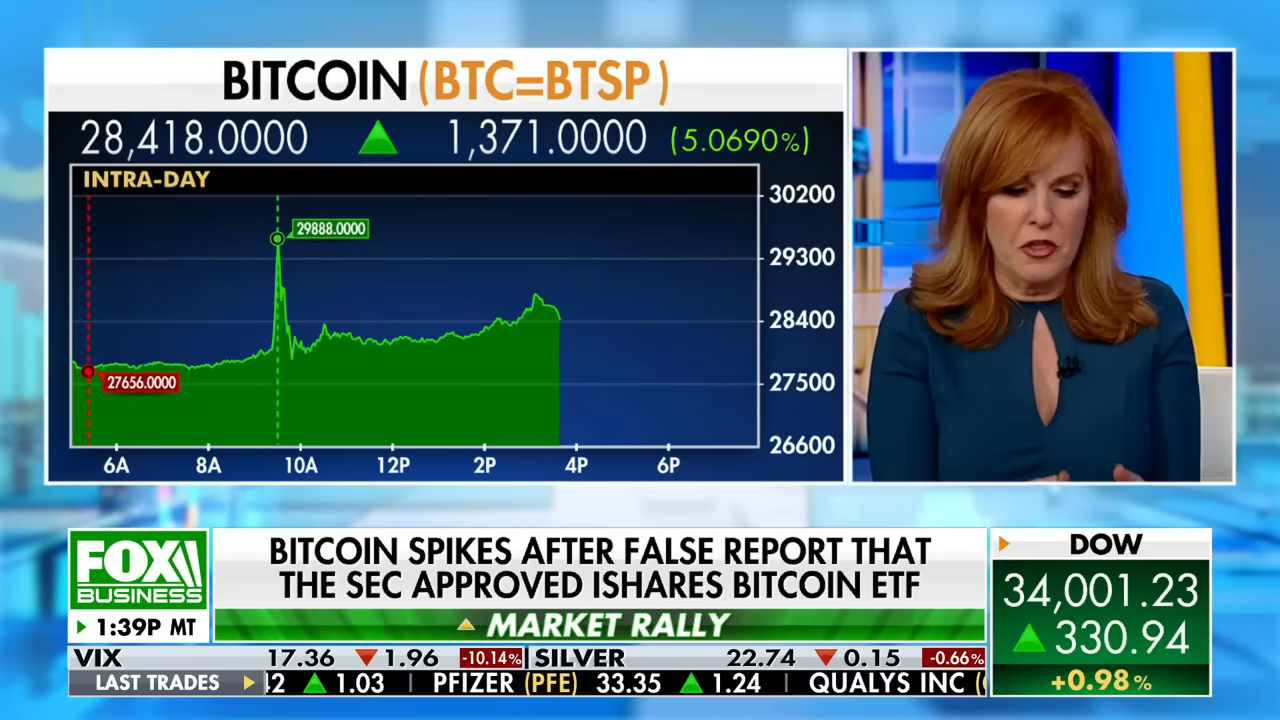 BITCOIN (BTC=BTSP )
28,418.0000 1,371.0000 (5.0690%)
INTRA-DAY
30200
29888.0000
29300
28400
27656.0000
27500
26600
6A 8A 10A 12P 2P 4P 6P
FOX
BUSINESS
1:39P MT
BITCOIN SPIKES AFTER FALSE REPORT THAT
THE SEC APPROVED ISHARES BITCOIN ETF
MARKET RALLY
DOW
34,001.23
330.94
+0.98%
VIX 17.36 1.96 -10.14% SILVER 22.74 0.15 -0.66%
LAST TRADES 1.03 | PFIZER (PFE) 33.35 1.24 | QUALYS INC